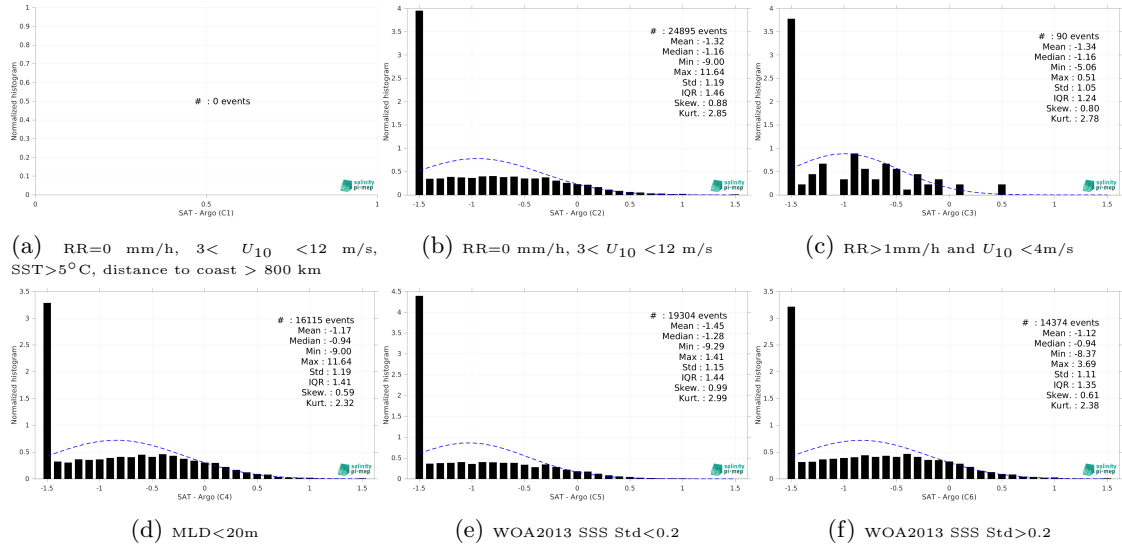 1
0.9
0.8
0.7
0.6
0.5
0.4
0.3
0.2
0.1
0
Normalized histogram
# : 0 events
salinity
pi-mep
0 0.5 1
SAT - Argo (C1)
(a) RR=0 mm/h, 3< U10 <12 m/s,
SST>5°C, distance to coast > 800 km
4
3.5
3
2.5
2
1.5
1
0.5
0
Normalized histogram
# : 24895 events
Mean : -1.32
Median : -1.16
Min : -9.00
Max : 11.64
Std : 1.19
IQR : 1.46
Skew. : 0.88
Kurt. : 2.85
salinity
pi-mep
-1.5 -1 -0.5 0 0.5 1 1.5
SAT - Argo (C2)
(b) RR=0 mm/h, 3< U10 <12 m/s
4
3.5
3
2.5
2
1.5
1
0.5
0
Normalized histogram
# : 90 events
Mean : -1.34
Median : -1.16
Min : -5.06
Max : 0.51
Std : 1.05
IQR : 1.24
Skew. : 0.80
Kurt. : 2.78
salinity
pi-mep
-1.5 -1 -0.5 0 0.5 1 1.5
SAT - Argo (C3)
(c) RR>1mm/h and U10 <4m/s
3.5
3
2.5
2
1.5
1
0.5
0
Normalized histogram
# : 16115 events
Mean : -1.17
Median : -0.94
Min : -9.00
Max : 11.64
Std : 1.19
IQR : 1.41
Skew. : 0.59
Kurt. : 2.32
salinity
pi-mep
-1.5 -1 -0.5 0 0.5 1 1.5
SAT - Argo (C4)
(d) MLD<20m
4.5
4
3.5
3
2.5
2
1.5
1
0.5
0
Normalized histogram
# : 19304 events
Mean : -1.45
Median : -1.28
Min : -9.29
Max : 1.41
Std : 1.15
IQR : 1.44
Skew. : 0.99
Kurt. : 2.99
salinity
pi-mep
-1.5 -1 -0.5 0 0.5 1 1.5
SAT - Argo (C5)
(e) WOA2013 SSS Std<0.2
3.5
3
2.5
2
1.5
1
0.5
0
Normalized histogram
# : 14374 events
Mean : -1.12
Median : -0.94
Min : -8.37
Max : 3.69
Std : 1.11
IQR : 1.35
Skew. : 0.61
Kurt. : 2.38
salinity
pi-mep
-1.5 -1 -0.5 0 0.5 1 1.5
SAT - Argo (C6)
(f) WOA2013 SSS Std>0.2